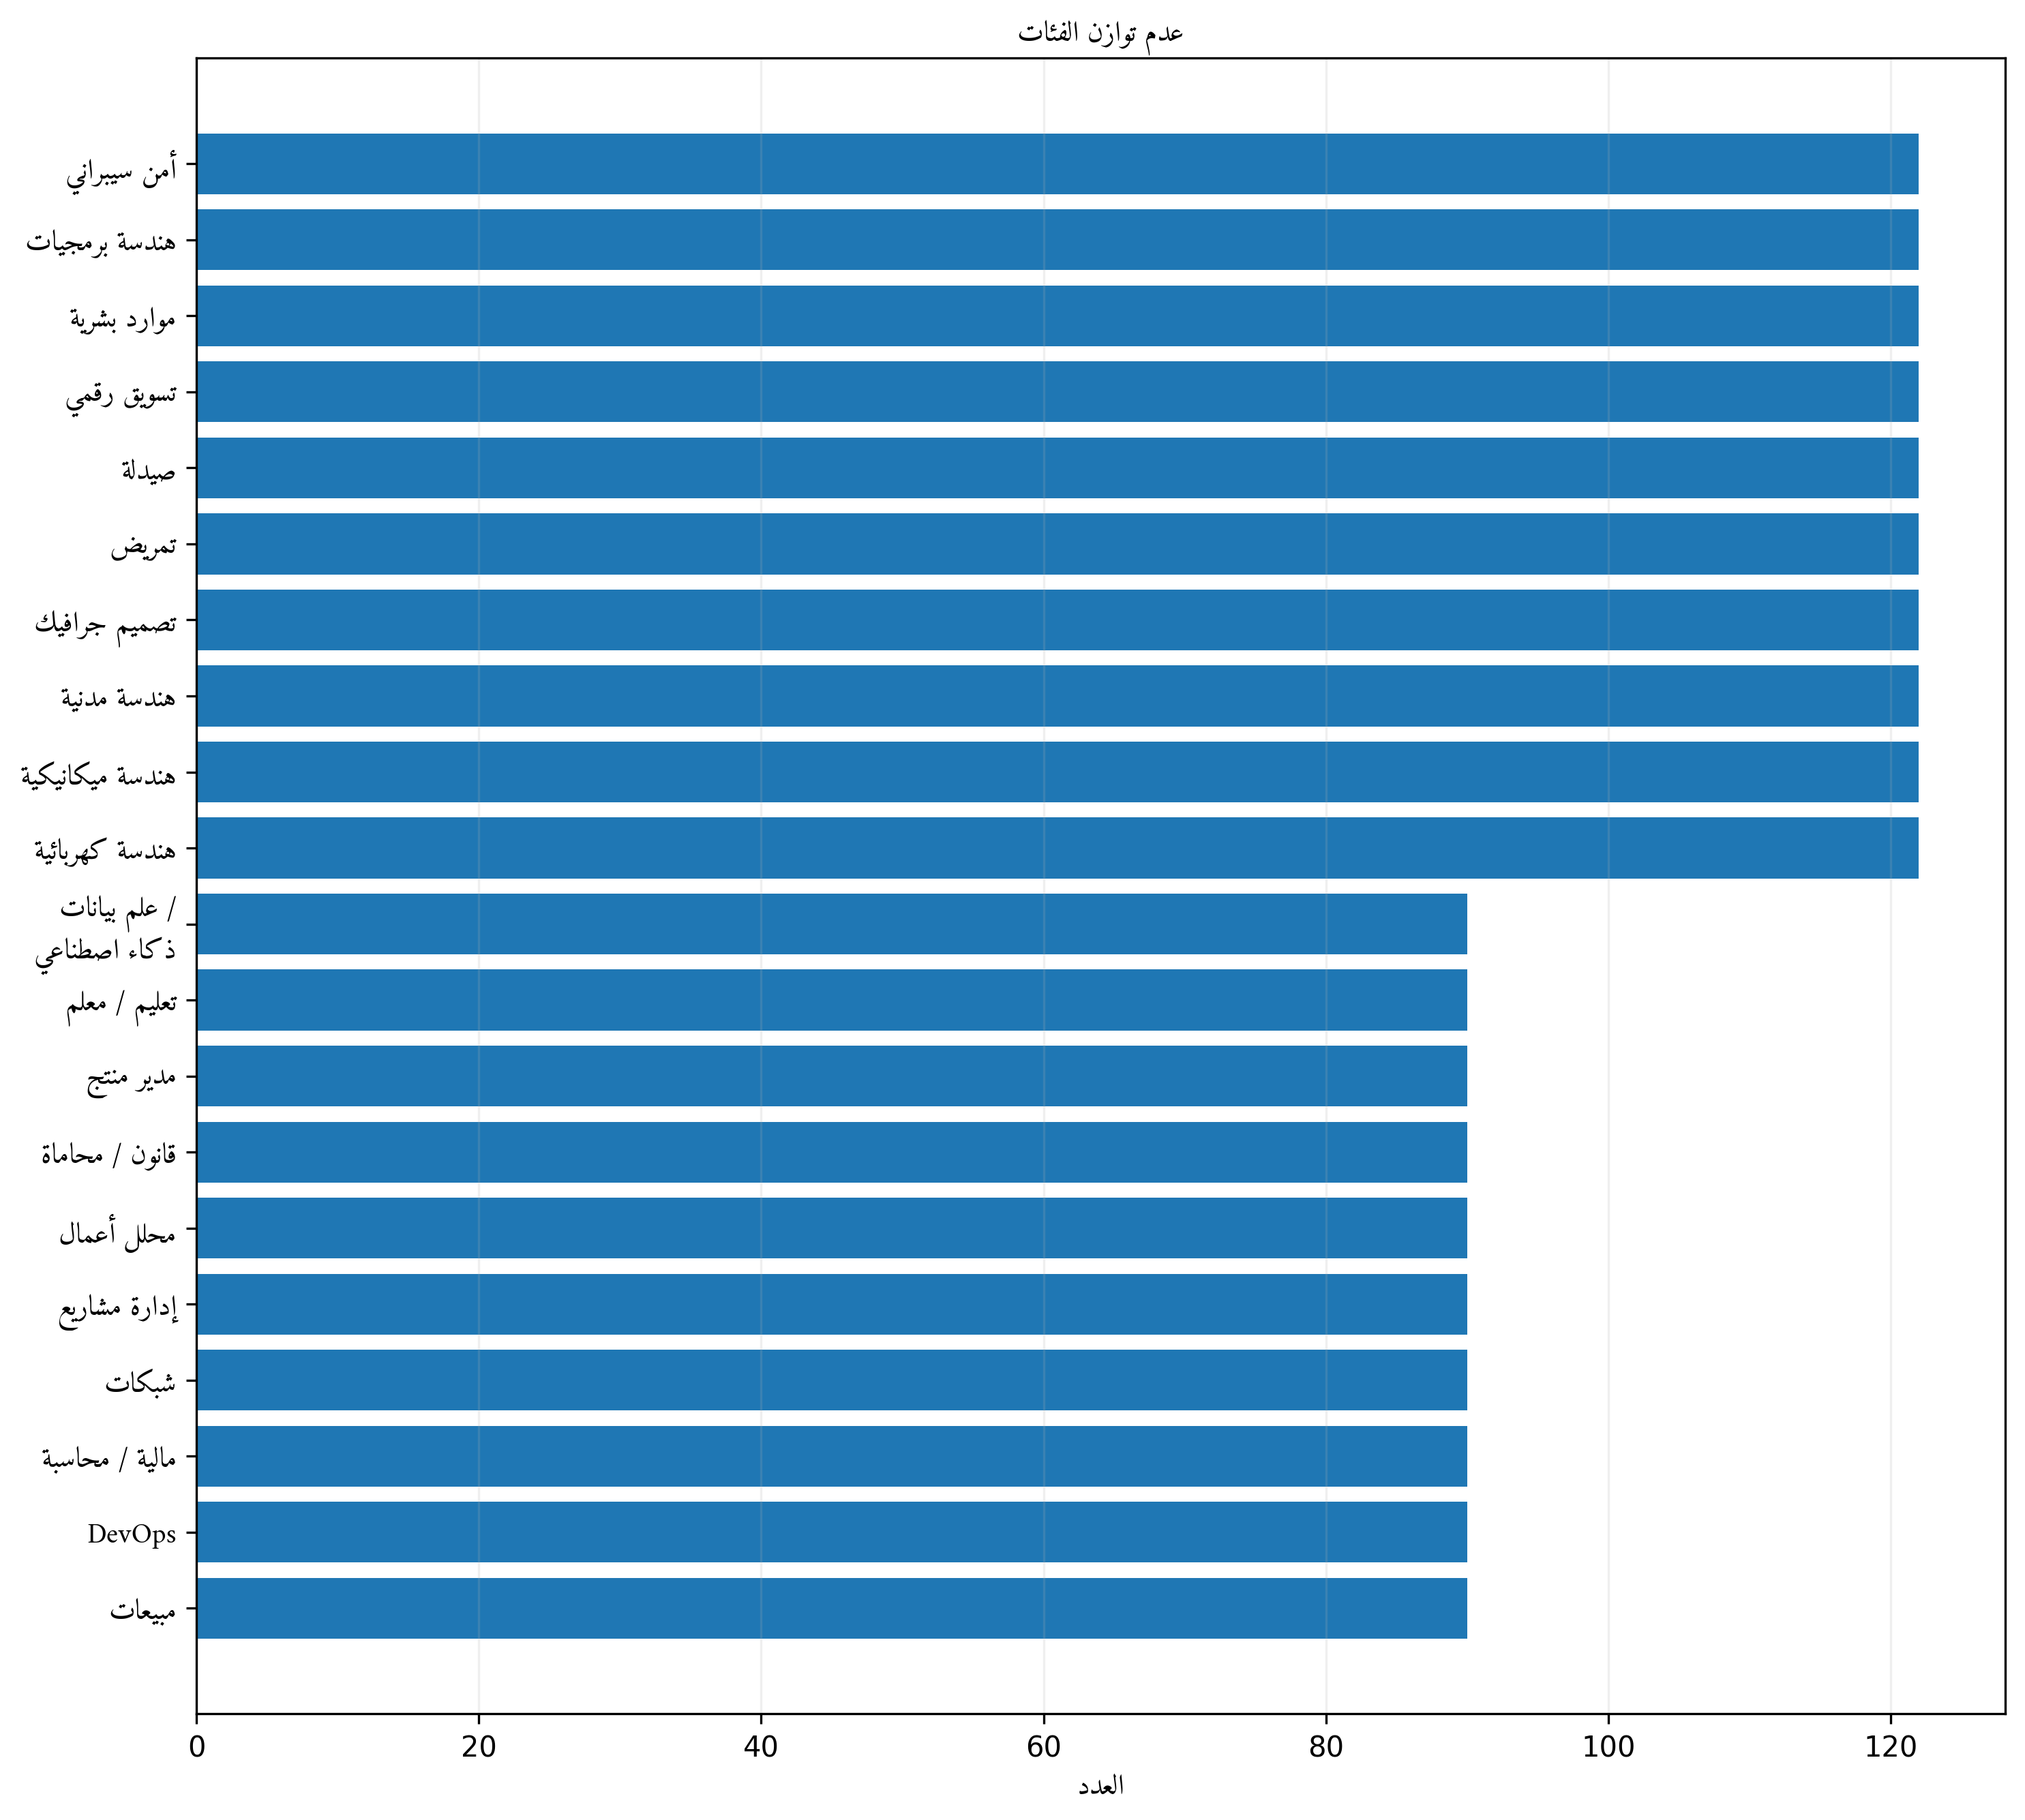 عدم توازن الفئات
أمن سيبراني
هندسة برمجيات
موارد بشرية
تسويق رقمي
صيدلة
تمريض
تصميم جرافيك
هندسة مدنية
هندسة ميكانيكية
هندسة كهربائية
/ علم بيانات
ذكاء اصطناعي
تعليم / معلم
مدير منتج
قانون / محاماة
محلل أعمال
إدارة مشاريع
شبكات
مالية / محاسبة
DevOps
مبيعات
0 20 40 60 80 100 120
العدد